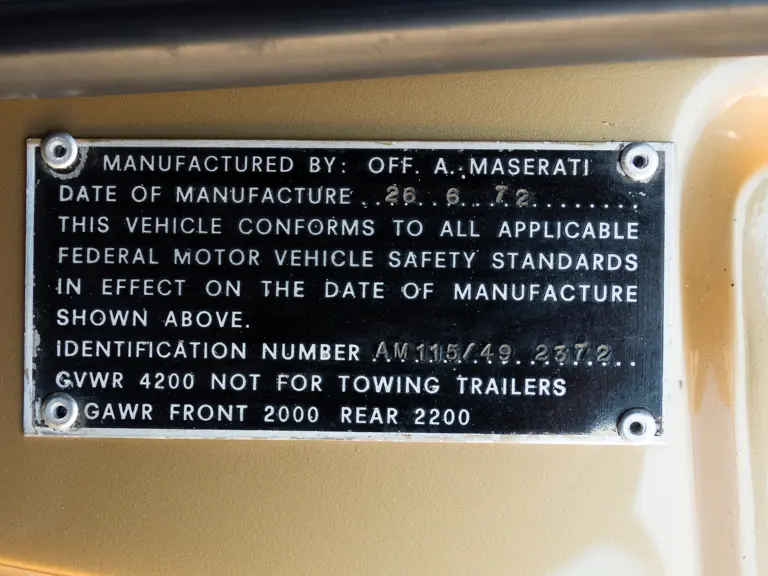 MANUFACTURED BY: OFF. A. MASERATI
DATE OF MANUFACTURE ..26..6..72........
THIS VEHICLE CONFORMS TO ALL APPLICABLE
FEDERAL MOTOR VEHICLE SAFETY STANDARDS
IN EFFECT ON THE DATE OF MANUFACTURE
SHOWN ABOVE.
IDENTIFICATION NUMBER AM115/49 2372
GVWR 4200 NOT FOR TOWING TRAILERS
GAWR FRONT 2000 REAR 2200